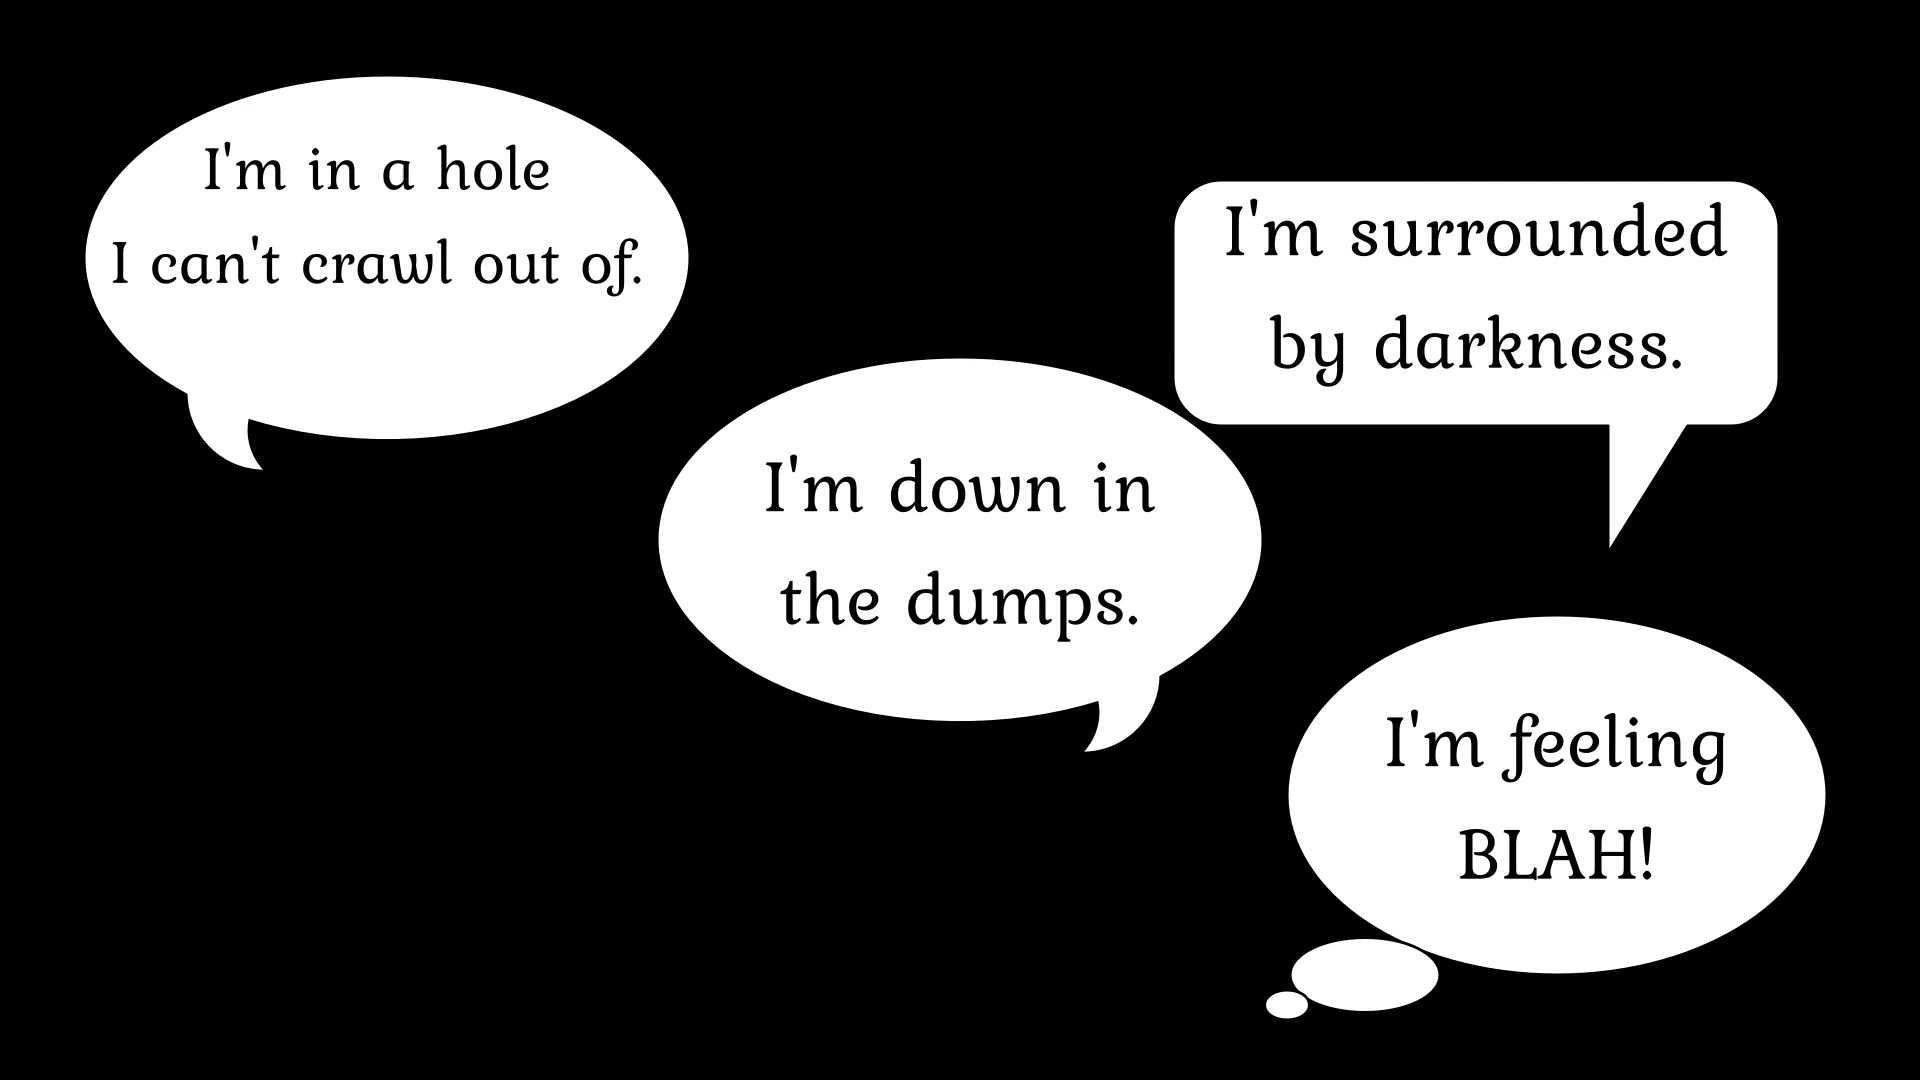 I'm in a hole
I can't crawl out of.
I'm surrounded
by darkness.
I'm down in
the dumps.
I'm feeling
BLAH!